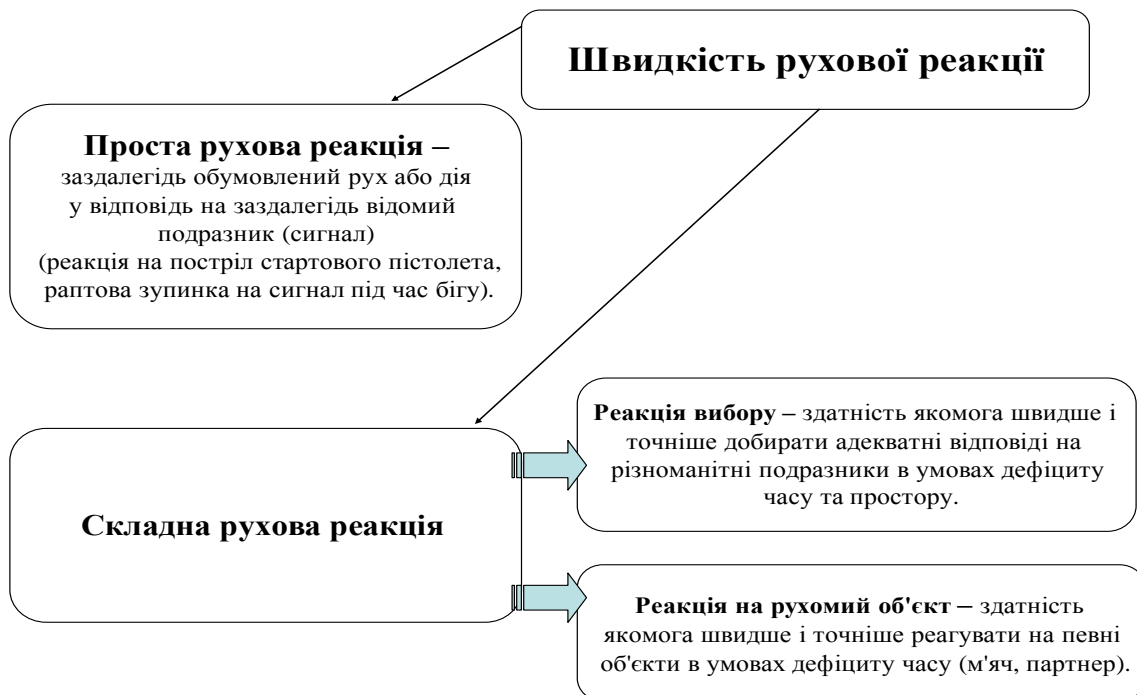 Швидкість рухової реакції
Проста рухова реакція –
заздалегідь обумовлений рух або дія
у відповідь на заздалегідь відомий
подразник (сигнал)
(реакція на постріл стартового пістолета,
раптова зупинка на сигнал під час бігу).
Складна рухова реакція
Реакція вибору – здатність якомога швидше і
точніше добирати адекватні відповіді на
різноманітні подразники в умовах дефіциту
часу та простору.
Реакція на рухомий об'єкт – здатність
якомога швидше і точніше реагувати на певні
об'єкти в умовах дефіциту часу (м'яч, партнер).